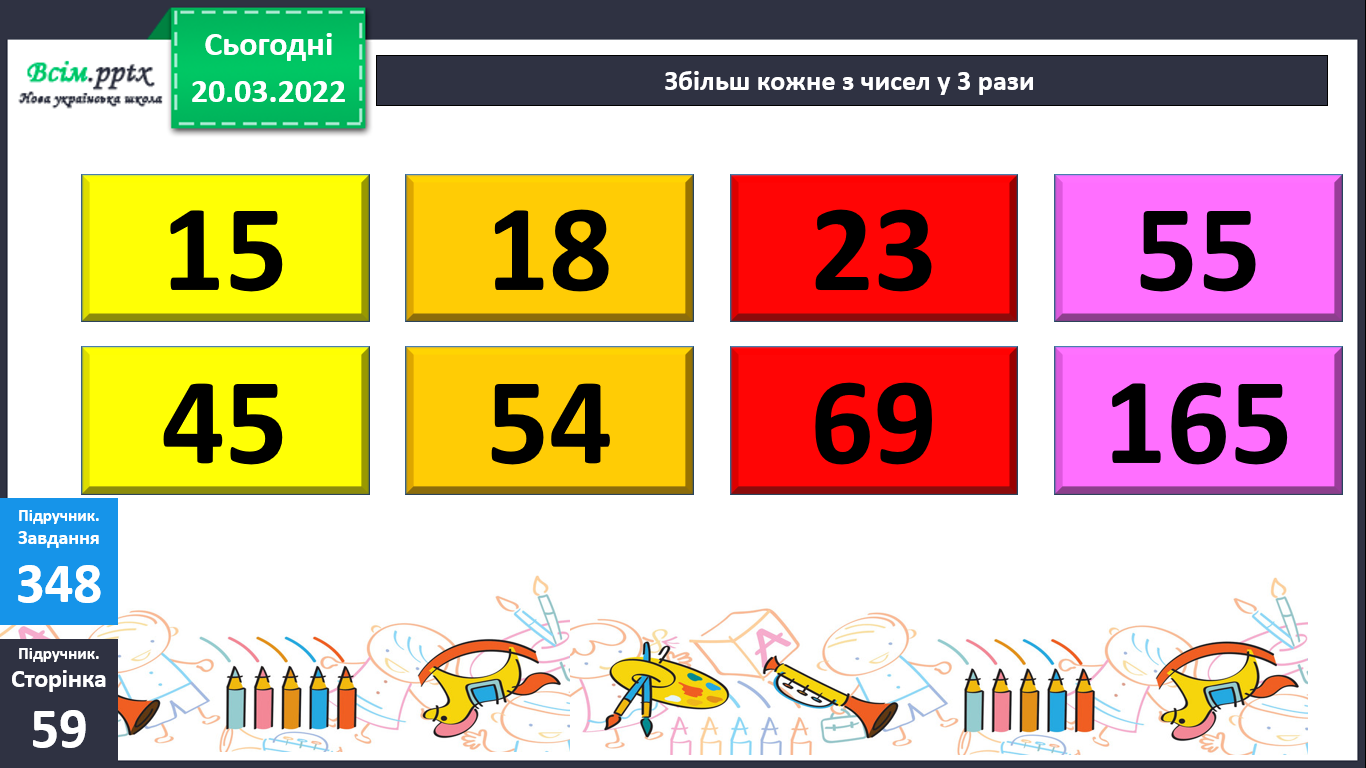 Всім.pptx
Нова українська школа
Сьогодні
20.03.2022
Збільш кожне з чисел у 3 рази
15 18 23 55
45 54 69 165
Підручник.
Завдання
348
Підручник.
Сторінка
59
A
A
A A A A A